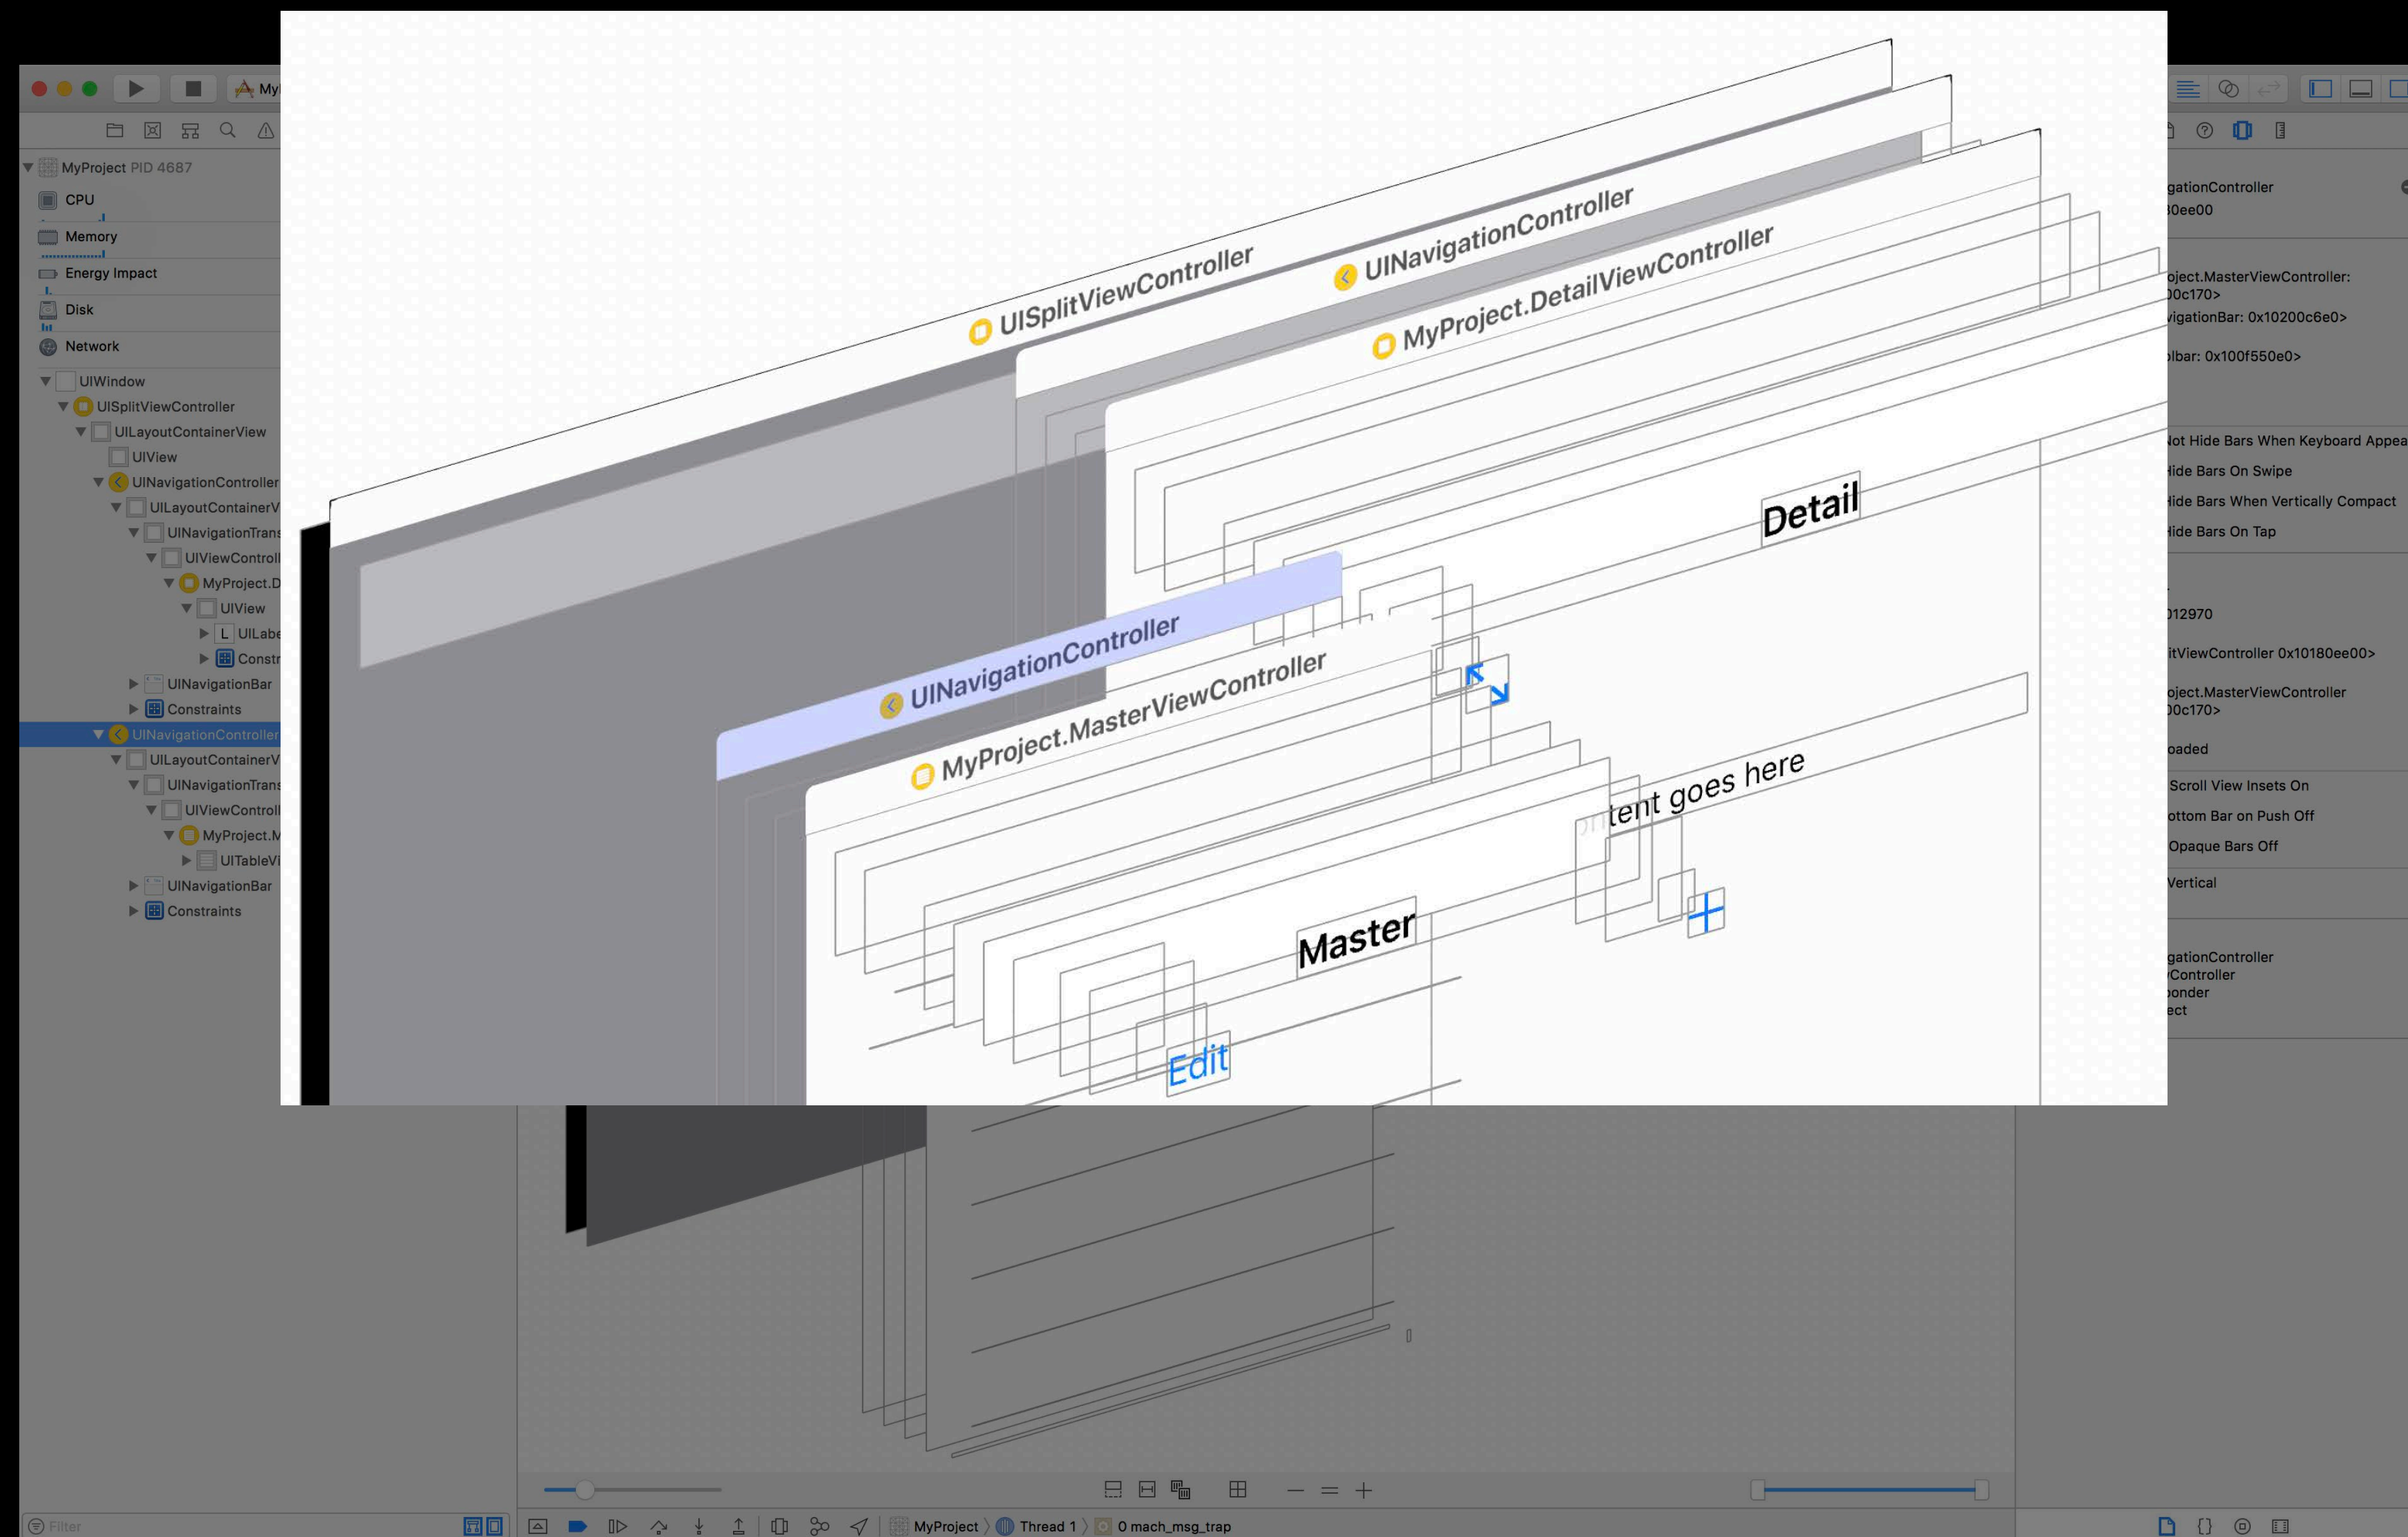 My
MyProject PID 4687
CPU
Memory
Energy Impact
Disk
Network
UIWindow
UISplitViewController
UILayoutContainerView
UIView
UINavigationController
UILayoutContainerV
UINavigationTrans
UIViewControll
MyProject.D
UIView
L UILabe
Constr
UINavigationBar
Constraints
UINavigationController
UILayoutContainerV
UINavigationTrans
UIViewControll
MyProject.M
UITableVi
UINavigationBar
Constraints
Filter
UISplitViewController
UINavigationController
MyProject.DetailViewController
Detail
UINavigationController
MyProject.MasterViewController
ntent goes here
Master
Edit
MyProject
Thread 1
0 mach_msg_trap
gationController
0ee00
oject.MasterViewController:
00c170>
vigationBar: 0x10200c6e0>
lbar: 0x100f550e0>
Not Hide Bars When Keyboard Appea
Hide Bars On Swipe
Hide Bars When Vertically Compact
Hide Bars On Tap
012970
itViewController 0x10180ee00>
oject.MasterViewController
00c170>
oaded
Scroll View Insets On
ottom Bar on Push Off
Opaque Bars Off
Vertical
gationController
Controller
ponder
ect